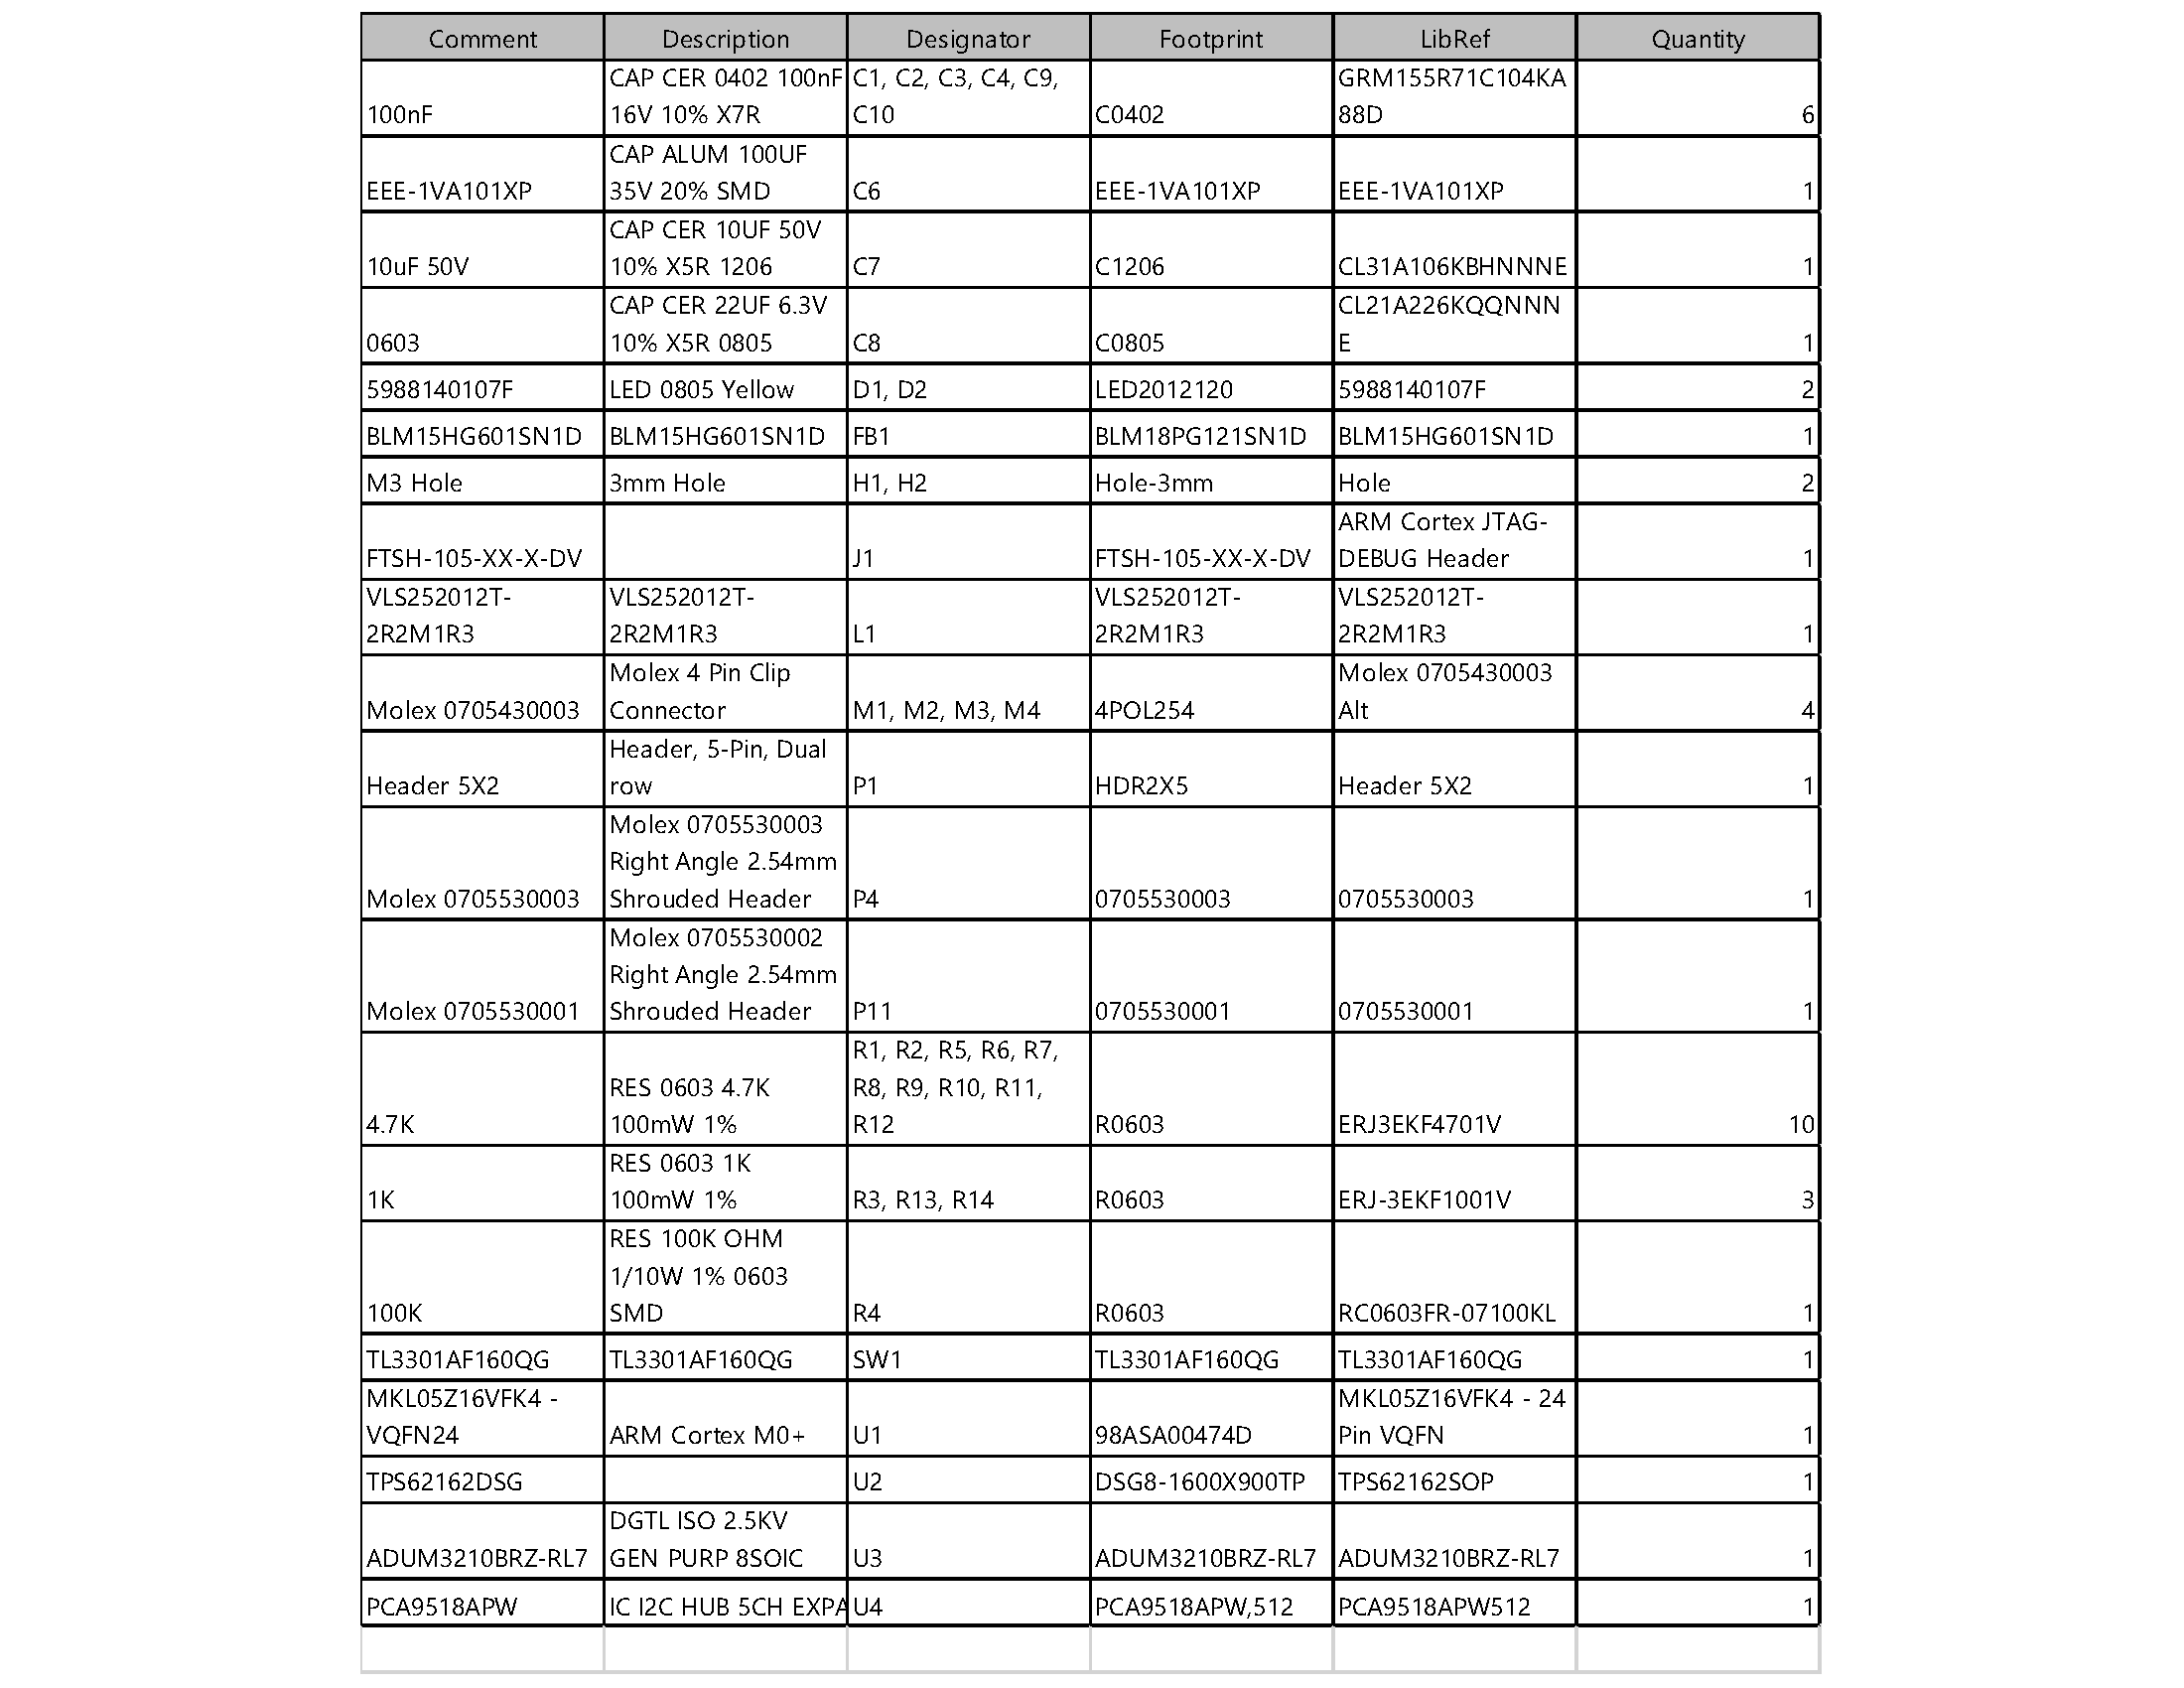 Comment Description Designator Footprint LibRef Quantity
CAP CER 0402 100nF C1, C2, C3, C4, C9, GRM155R71C104KA
100nF 16V 10% X7R C10 C0402 88D 6
CAP ALUM 100UF
EEE-1VA101XP 35V 20% SMD C6 EEE-1VA101XP EEE-1VA101XP 1
CAP CER 10UF 50V
10uF 50V 10% X5R 1206 C7 C1206 CL31A106KBHNNNE 1
CAP CER 22UF 6.3V CL21A226KQQNNN
0603 10% X5R 0805 C8 C0805 E 1
5988140107F LED 0805 Yellow D1, D2 LED2012120 5988140107F 2
BLM15HG601SN1D BLM15HG601SN1D FB1 BLM18PG121SN1D BLM15HG601SN1D 1
M3 Hole 3mm Hole H1, H2 Hole-3mm Hole 2
ARM Cortex JTAG-
FTSH-105-XX-X-DV J1 FTSH-105-XX-X-DV DEBUG Header 1
VLS252012T- VLS252012T- VLS252012T- VLS252012T-
2R2M1R3 2R2M1R3 L1 2R2M1R3 2R2M1R3 1
Molex 4 Pin Clip Molex 0705430003
Molex 0705430003 Connector M1, M2, M3, M4 4POL254 Alt 4
Header, 5-Pin, Dual
Header 5X2 row P1 HDR2X5 Header 5X2 1
Molex 0705530003
Right Angle 2.54mm
Molex 0705530003 Shrouded Header P4 0705530003 0705530003 1
Molex 0705530002
Right Angle 2.54mm
Molex 0705530001 Shrouded Header P11 0705530001 0705530001 1
R1, R2, R5, R6, R7,
RES 0603 4.7K R8, R9, R10, R11,
4.7K 100mW 1% R12 R0603 ERJ3EKF4701V 10
RES 0603 1K
1K 100mW 1% R3, R13, R14 R0603 ERJ-3EKF1001V 3
RES 100K OHM
1/10W 1% 0603
100K SMD R4 R0603 RC0603FR-07100KL 1
TL3301AF160QG TL3301AF160QG SW1 TL3301AF160QG TL3301AF160QG 1
MKL05Z16VFK4 - MKL05Z16VFK4 - 24
VQFN24 ARM Cortex M0+ U1 98ASA00474D Pin VQFN 1
TPS62162DSG U2 DSG8-1600X900TP TPS62162SOP 1
DGTL ISO 2.5KV
ADUM3210BRZ-RL7 GEN PURP 8SOIC U3 ADUM3210BRZ-RL7 ADUM3210BRZ-RL7 1
PCA9518APW IC I2C HUB 5CH EXPA U4 PCA9518APW,512 PCA9518APW512 1